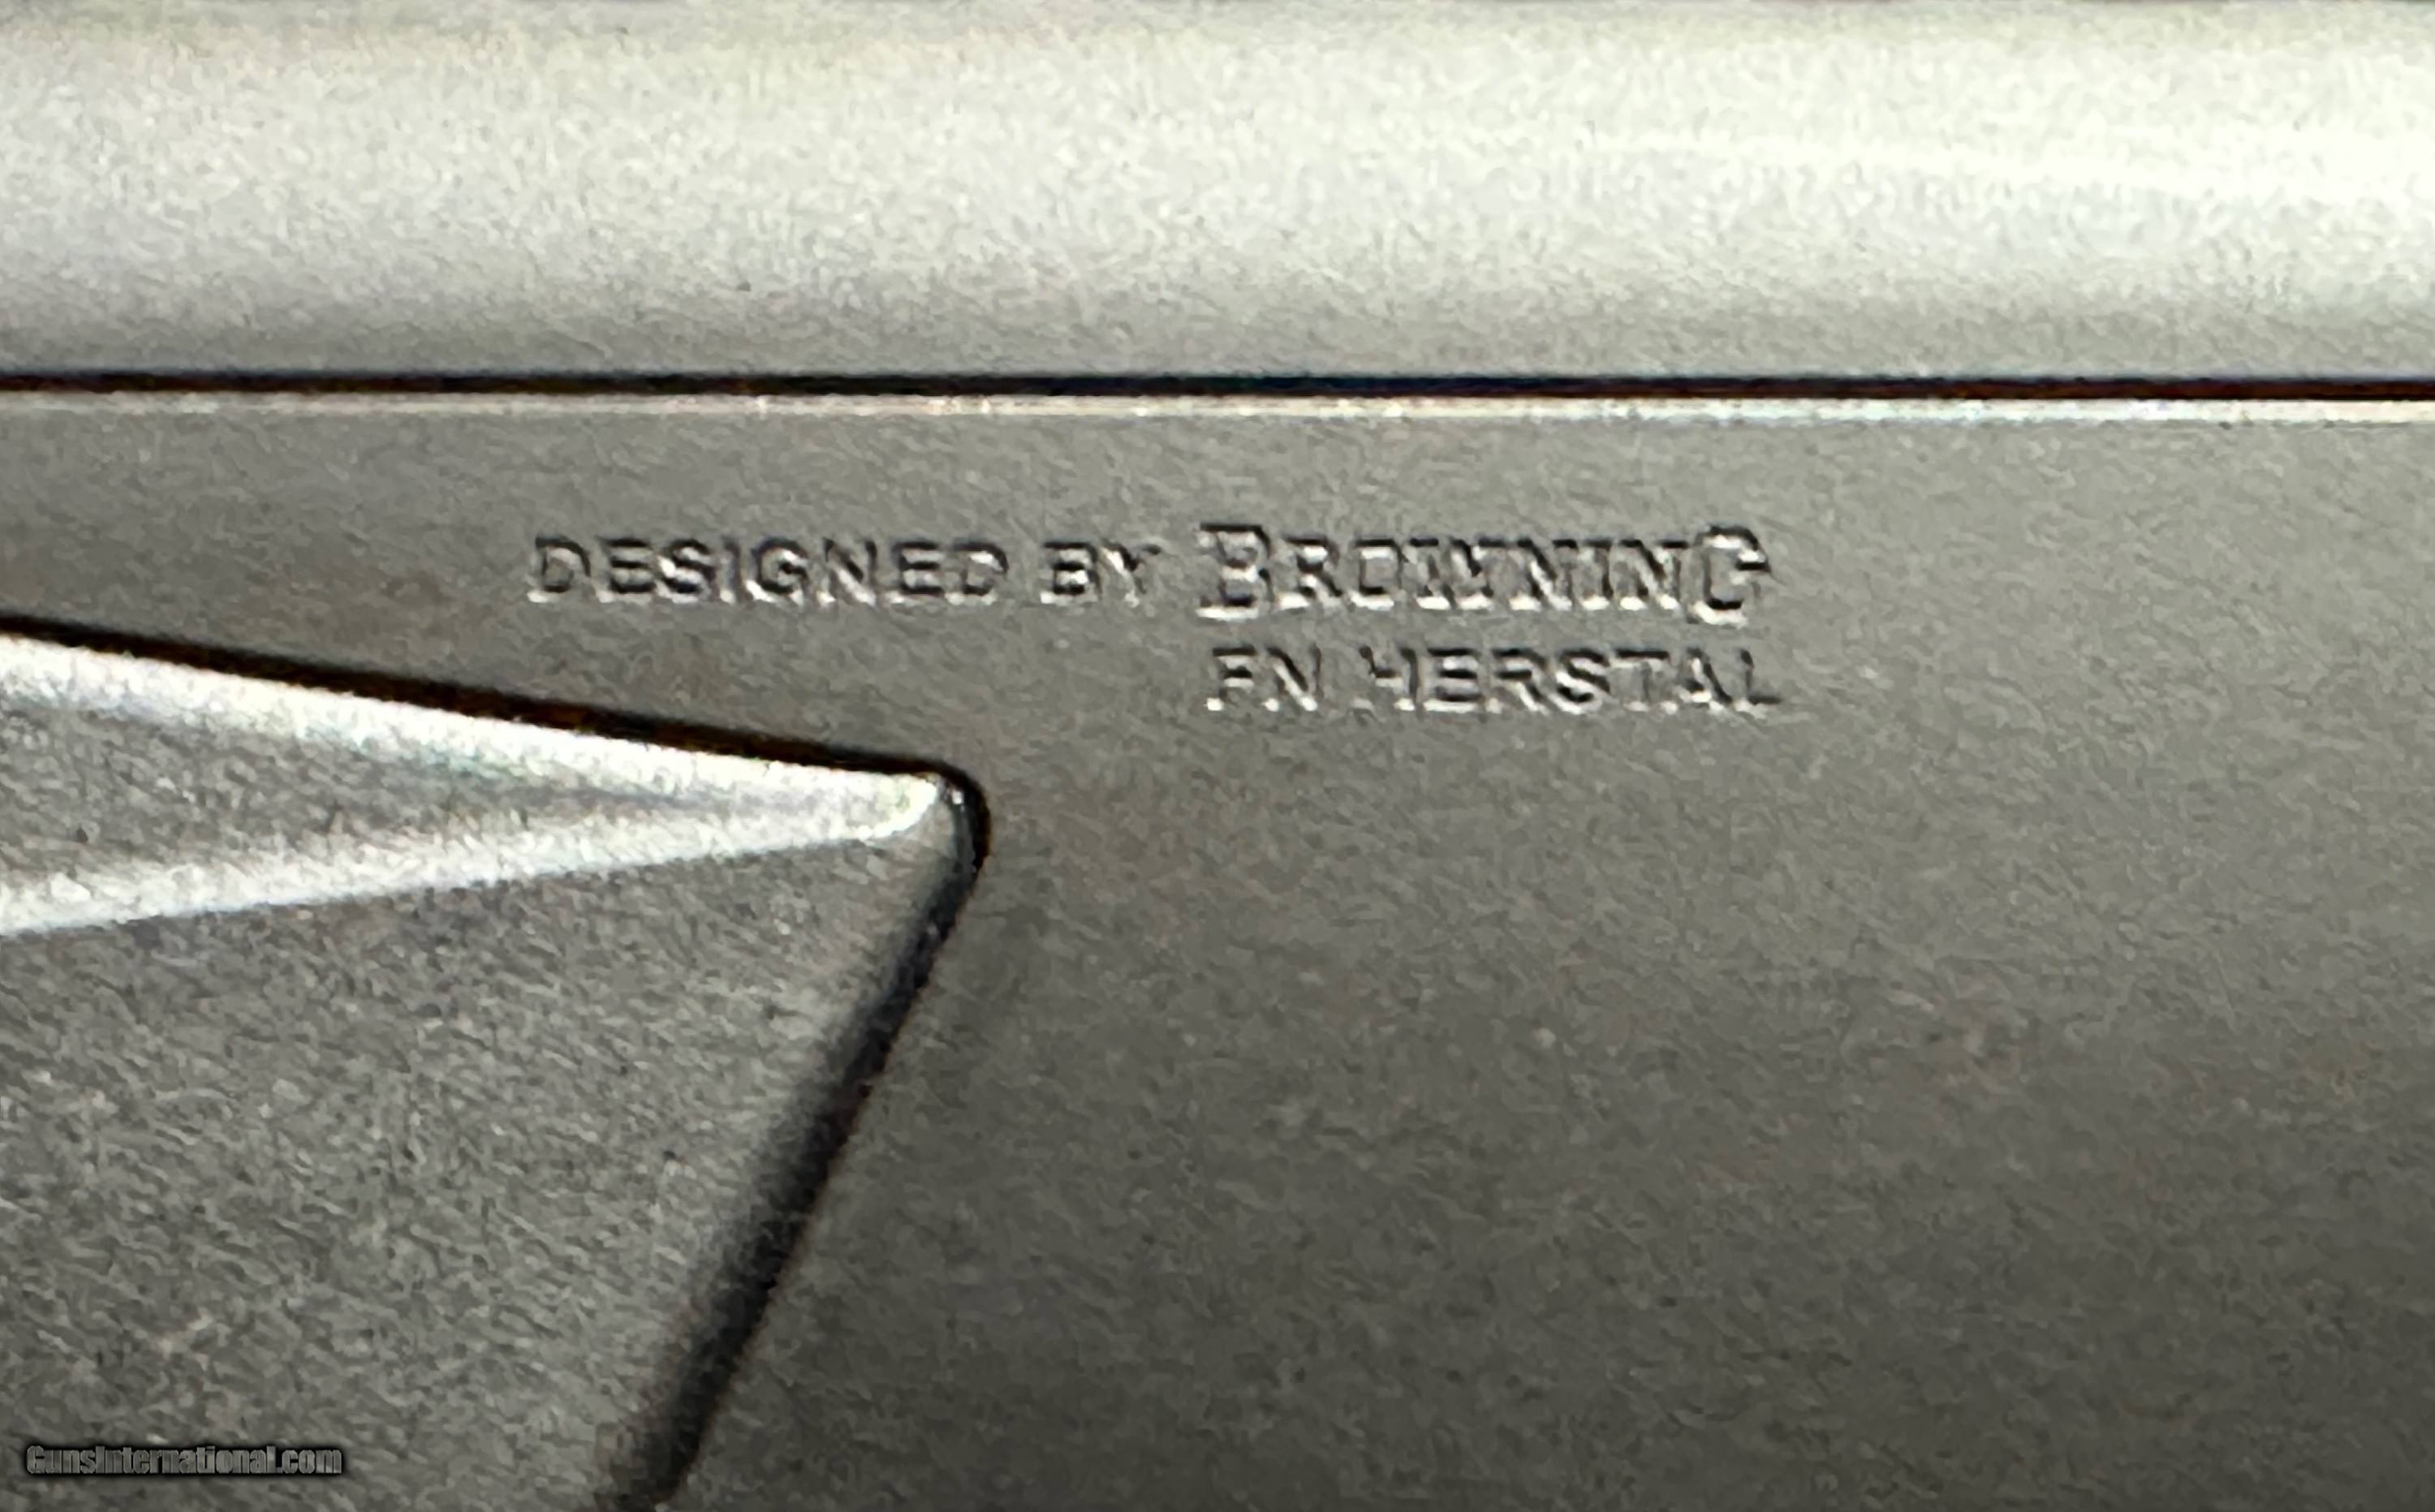 DESIGNED BY BROWNING
FN HERSTAL
GunsInternational.com